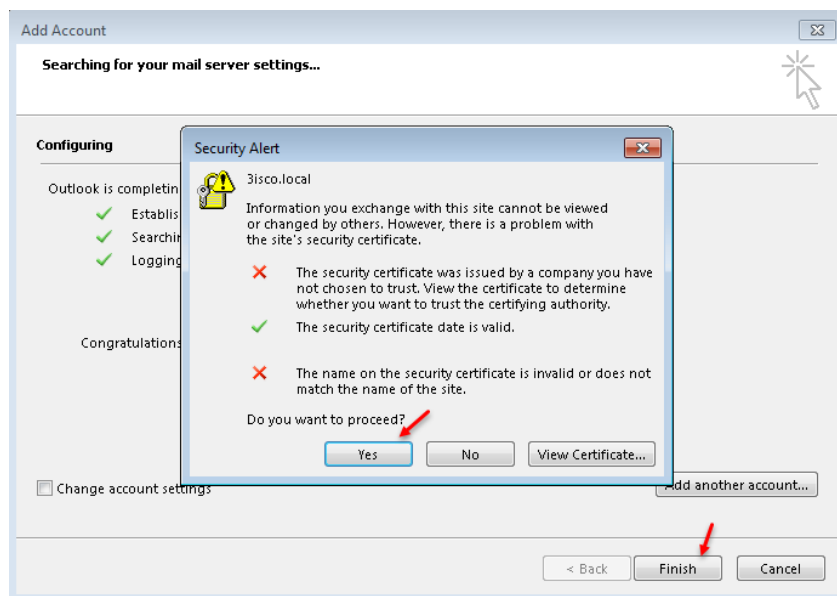 Add Account
Searching for your mail server settings...
Configuring
Security Alert
3isco.local
Information you exchange with this site cannot be viewed
or changed by others. However, there is a problem with
the site's security certificate.
Outlook is completin
Establis
Searchin
Logging
The security certificate was issued by a company you have
not chosen to trust. View the certificate to determine
whether you want to trust the certifying authority.
The security certificate date is valid.
Congratulations
The name on the security certificate is invalid or does not
match the name of the site.
Do you want to proceed?
Yes No View Certificate...
Change account settings Add another account...
< Back Finish Cancel